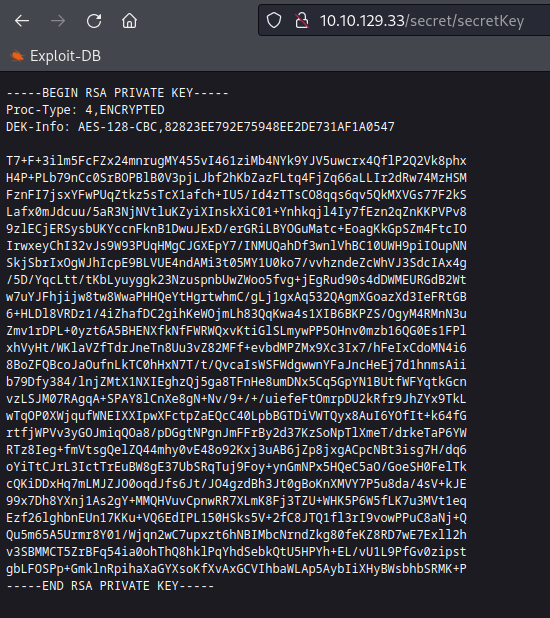 10.10.129.33/secret/secretKey
Exploit-DB
-----BEGIN RSA PRIVATE KEY-----
Proc-Type: 4,ENCRYPTED
DEK-Info: AES-128-CBC,82823EE792E75948EE2DE731AF1A0547
T7+F+3ilm5FcFZx24mnrugMY455vI461ziMb4NYk9YJV5uwcrx4QflP2Q2Vk8phx
H4P+PLb79nCc0SrBOPBlB0V3pjLJbf2hKbZazFLtq4FjZq66aLLIr2dRw74MzHSM
FznFI7jsxYFwPUqZtkz5sTcX1afch+IU5/Id4zTTsCO8qqs6qv5QkMXVGs77F2kS
Lafx0mJdcuu/5aR3NjNVtluKZyiXInskXiC01+Ynhkqjl4Iy7fEzn2qZnKKPVPv8
9zlECjERSysbUKYccnFknB1DwuJExD/erGRiLBYOGuMatc+EoagKkGpSZm4FtcIO
IrwxeyChI32vJs9W93PUqHMgCJGXEpY7/INMUQahDf3wnlVhBC10UWH9piIOupNN
SkjSbrIxOgWJhIcpE9BLVUE4ndAMi3t05MY1U0ko7/vvhzndeZcWhVJ3SdcIAx4g
/5D/YqcLtt/tKbLyuyggk23NzuspnbUwZWoo5fvg+jEgRud90s4dDWMEURGdB2Wt
w7uYJFhjijw8tw8WwaPHHQeYtHgrtwhmC/gLj1gxAq532QAgmXGoazXd3IeFRtGB
6+HLDl8VRDz1/4iZhafDC2gihKeWOjmLh83QqKwa4s1XIB6BKPZS/OgyM4RMnN3u
Zmv1rDPL+0yzt6A5BHENXfkNfFWRWQxvKtiGlSLmywPP5OHnv0mzb16QG0Es1FPl
xhVyHt/WKlaVZfTdrJneTn8Uu3vZ82MFf+evbdMPZMx9Xc3Ix7/hFeIxCdoMN4i6
8BoZFQBcoJaOufnLkTC0hHxN7T/t/QvcaIsWSFWdgwwnYFaJncHeEj7d1hnmsAii
b79Dfy384/lnjZMtX1NXIEghzQj5ga8TFnHe8umDNx5Cq5GpYN1BUtfWFYqtkGcn
vzLSJM07RAgqA+SPAY8lCnXe8gN+Nv/9+/+/uiefeFtOmrpDU2kRfr9JhZYx9TkL
wTqOP0XWjqufWNEIXXIpwXFctpZaEQcC40LpbBGTDiVWTQyx8AuI6YOfIt+k64fG
rtfjWPVv3yGOJmiqQOa8/pDGgtNPgnJmFFrBy2d37KzSoNpTlXmeT/drkeTaP6YW
RTz8Ieg+fmVtsgQelZQ44mhy0vE48o92Kxj3uAB6jZp8jxgACpcNBt3isg7H/dq6
oYiTtCJrL3IctTrEuBW8gE37UbSRqTuj9Foy+ynGmNPx5HQeC5aO/GoeSH0FelTk
cQKiDDxHq7mLMJZJO0oqdJfs6Jt/JO4gzdBh3Jt0gBoKnXMVY7P5u8da/4sV+kJE
99x7Dh8YXnj1As2gY+MMQHVuvCpnwRR7XLmK8Fj3TZU+WHK5P6W5fLK7u3MVt1eq
Ezf26lghbnEUn17KKu+VQ6EdIPL150HSks5V+2fC8JTQ1fl3rI9vowPPuC8aNj+Q
Qu5m65A5Urmr8Y01/Wjqn2wC7upxzt6hNBIMbcNrndZkg80feKZ8RD7wE7Exll2h
v3SBMMCT5ZrBFq54ia0ohThQ8hklPqYhdSebkQtU5HPYh+EL/vU1L9PfGv0zipst
gbLFOSPp+GmklnRpihaXaGYXsoKfXvAxGCVIhbaWLAp5AybIiXHyBWsbhbSRMK+P
-----END RSA PRIVATE KEY-----